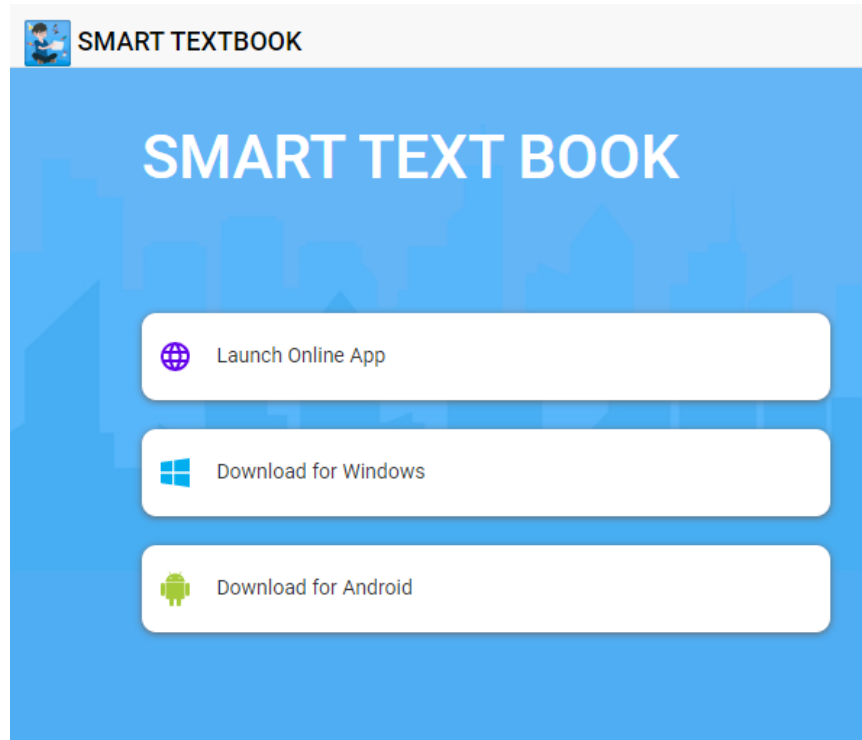 SMART TEXTBOOK
SMART TEXT BOOK
Launch Online App
Download for Windows
Download for Android